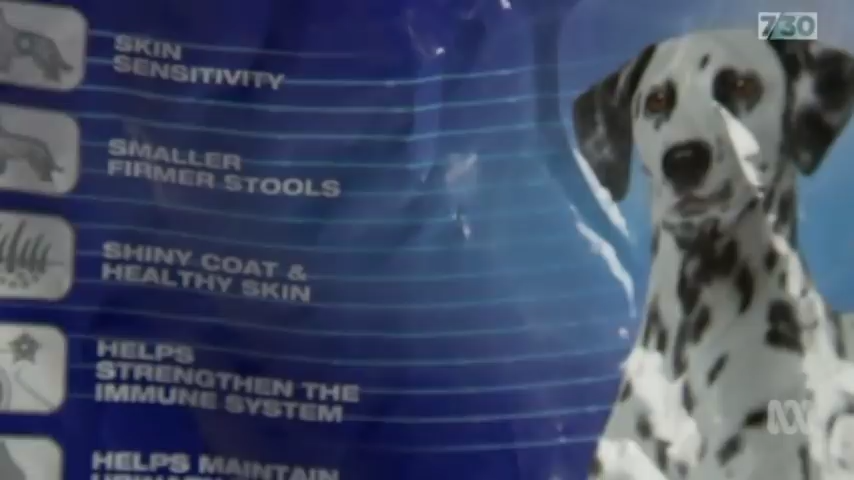 7.30
SKIN
SENSITIVITY
SMALLER
FIRMER STOOLS
SHINY COAT &
HEALTHY SKIN
HELPS
STRENGTHEN THE
IMMUNE SYSTEM
HELPS MAINTAIN